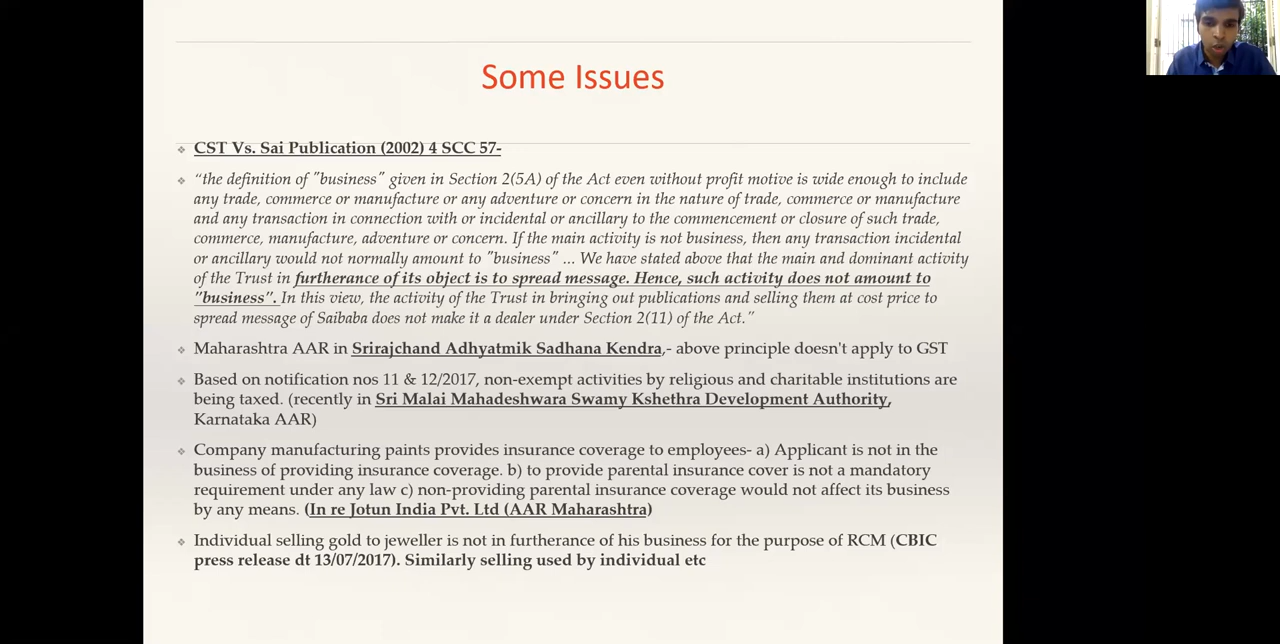 Some Issues
❖ CST Vs. Sai Publication (2002) 4 SCC 57-
❖ “the definition of "business" given in Section 2(5A) of the Act even without profit motive is wide enough to include
any trade, commerce or manufacture or any adventure or concern in the nature of trade, commerce or manufacture
and any transaction in connection with or incidental or ancillary to the commencement or closure of such trade,
commerce, manufacture, adventure or concern. If the main activity is not business, then any transaction incidental
or ancillary would not normally amount to "business" ... We have stated above that the main and dominant activity
of the Trust in furtherance of its object is to spread message. Hence, such activity does not amount to
"business". In this view, the activity of the Trust in bringing out publications and selling them at cost price to
spread message of Saibaba does not make it a dealer under Section 2(11) of the Act.”
❖ Maharashtra AAR in Srirajchand Adhyatmik Sadhana Kendra,- above principle doesn't apply to GST
❖ Based on notification nos 11 & 12/2017, non-exempt activities by religious and charitable institutions are
being taxed. (recently in Sri Malai Mahadeshwara Swamy Kshethra Development Authority,
Karnataka AAR)
❖ Company manufacturing paints provides insurance coverage to employees- a) Applicant is not in the
business of providing insurance coverage. b) to provide parental insurance cover is not a mandatory
requirement under any law c) non-providing parental insurance coverage would not affect its business
by any means. (In re Jotun India Pvt. Ltd (AAR Maharashtra)
❖ Individual selling gold to jeweller is not in furtherance of his business for the purpose of RCM (CBIC
press release dt 13/07/2017). Similarly selling used by individual etc